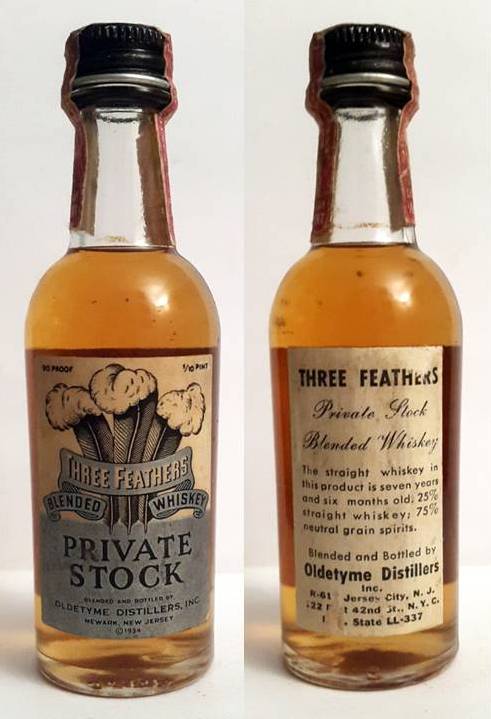 90 PROOF
1/10 PINT
THREE FEATHERS
BLENDED WHISKEY
PRIVATE
STOCK
BLENDED AND BOTTLED BY
OLDETYME DISTILLERS, INC.
NEWARK, NEW JERSEY
©1934
THREE FEATHERS
Private Stock
Blended Whiskey
The straight whiskey in
this product is seven years
and six months old; 25%
straight whiskey; 75%
neutral grain spirits.
Blended and Bottled by
Oldetyme Distillers
Inc.
R-61 Jersey City, N. J.
22 42nd St., N. Y. C.
State LL-337